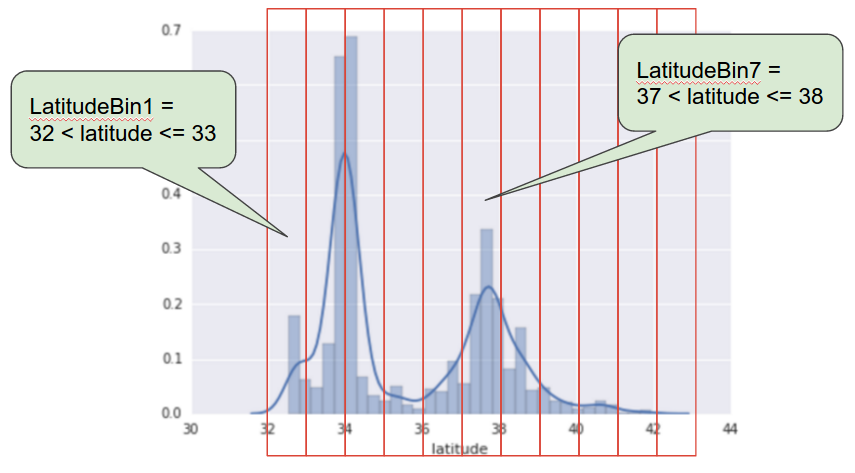 0.7
LatitudeBin7 =
37 < latitude <= 38
LatitudeBin1 =
32 < latitude <= 33
0.4
0.3
0.2
0.1
0.0
30 32 34 36 38 40 42 44
latitude